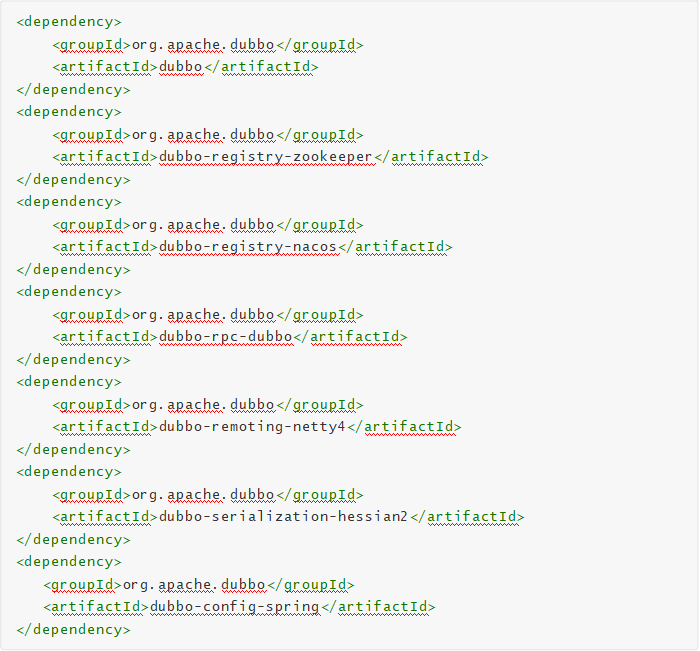 <dependency>
    <groupId>org.apache.dubbo</groupId>
    <artifactId>dubbo</artifactId>
</dependency>
<dependency>
    <groupId>org.apache.dubbo</groupId>
    <artifactId>dubbo-registry-zookeeper</artifactId>
</dependency>
<dependency>
    <groupId>org.apache.dubbo</groupId>
    <artifactId>dubbo-registry-nacos</artifactId>
</dependency>
<dependency>
    <groupId>org.apache.dubbo</groupId>
    <artifactId>dubbo-rpc-dubbo</artifactId>
</dependency>
<dependency>
    <groupId>org.apache.dubbo</groupId>
    <artifactId>dubbo-remoting-netty4</artifactId>
</dependency>
<dependency>
    <groupId>org.apache.dubbo</groupId>
    <artifactId>dubbo-serialization-hessian2</artifactId>
</dependency>
<dependency>
   <groupId>org.apache.dubbo</groupId>
   <artifactId>dubbo-config-spring</artifactId>
</dependency>